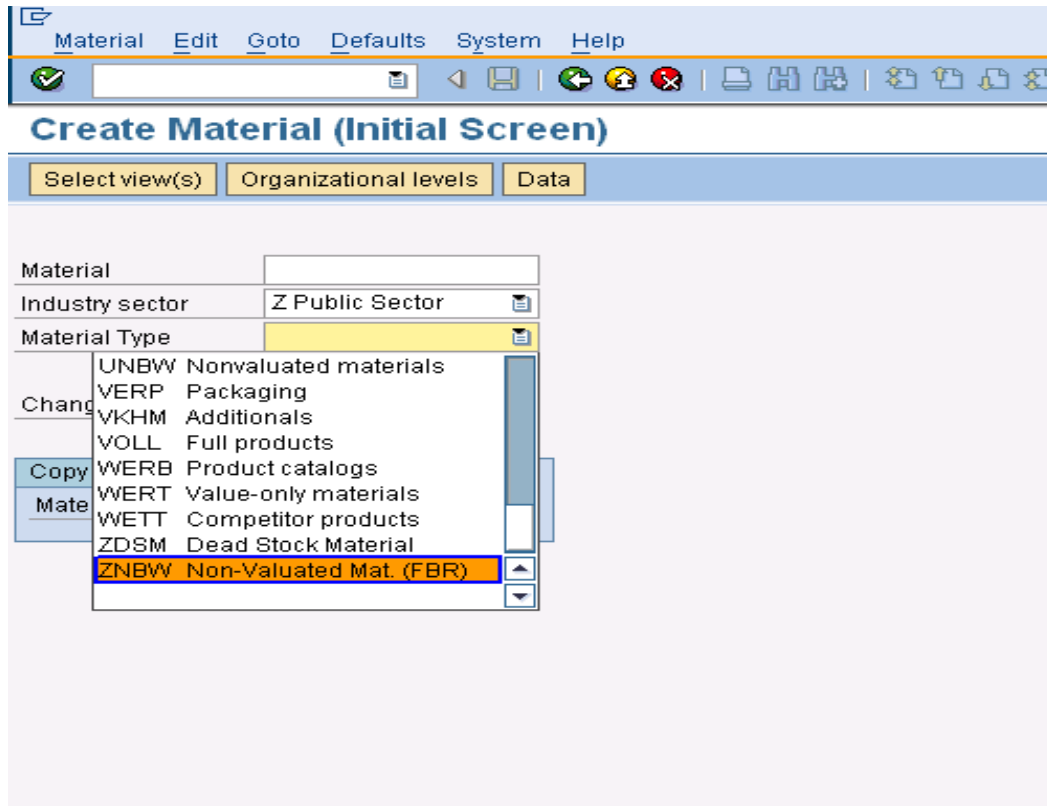 Material Edit Goto Defaults System Help
Create Material (Initial Screen)
Select view(s) Organizational levels Data
Material
Industry sector Z Public Sector
Material Type
UNBW Nonvaluated materials
VERP Packaging
Chang
VKHM Additionals
VOLL Full products
Copy
WERB Product catalogs
WERT Value-only materials
Mate
WETT Competitor products
ZDSM Dead Stock Material
ZNBW Non-Valuated Mat. (FBR)